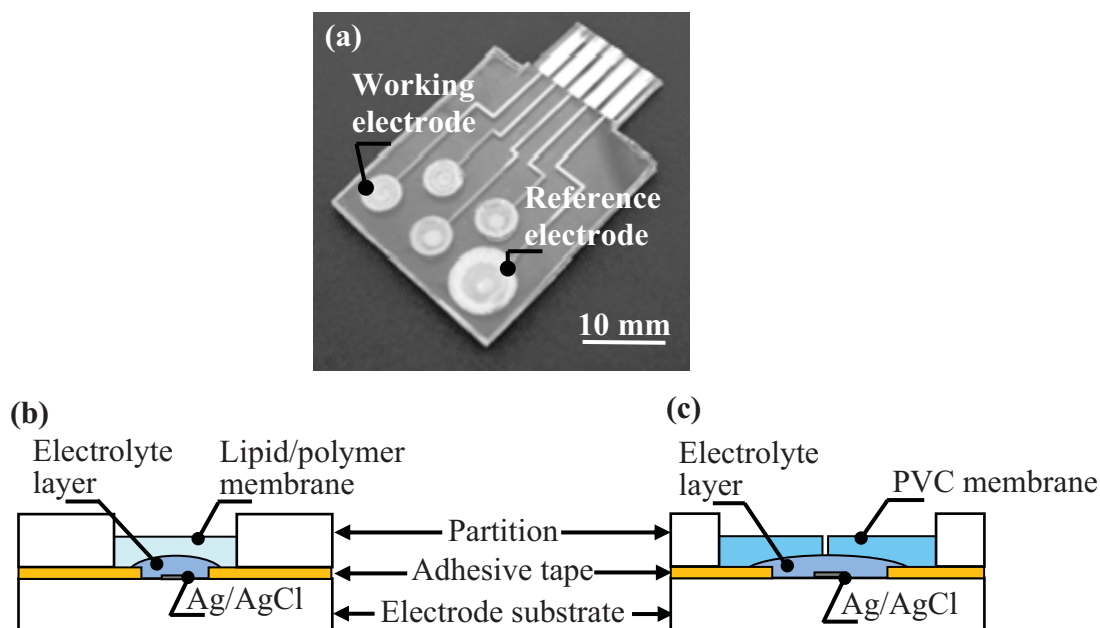 (a)
Working
electrode
Reference
electrode
10 mm
(b)
Electrolyte
layer
Lipid/polymer
membrane
Ag/AgCl
Partition
Adhesive tape
Electrode substrate
(c)
Electrolyte
layer
PVC membrane
Ag/AgCl